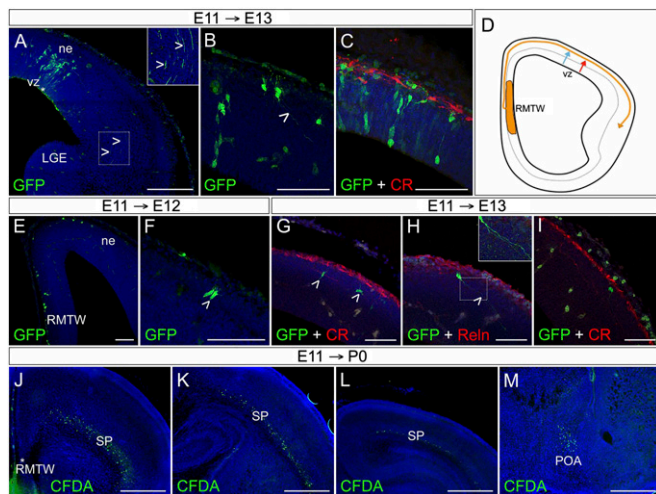 E11 → E13
A
ne
vz
LGE
GFP
B
GFP
C
GFP + CR
D
vz
RMTW
E11 → E12
E11 → E13
E
ne
RMTW
GFP
F
GFP
G
GFP + CR
H
GFP + Reln
I
GFP + CR
E11 → P0
J
SP
*
RMTW
CFDA
K
SP
CFDA
L
SP
CFDA
M
POA
CFDA